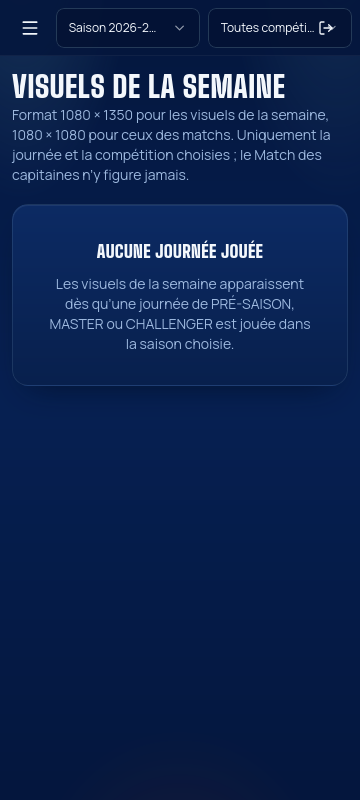 Saison 2026-2...
Toutes compéti...
VISUELS DE LA SEMAINE
Format 1080 × 1350 pour les visuels de la semaine,
1080 × 1080 pour ceux des matchs. Uniquement la
journée et la compétition choisies ; le Match des
capitaines n'y figure jamais.
AUCUNE JOURNÉE JOUÉE
Les visuels de la semaine apparaissent
dès qu'une journée de PRÉ-SAISON,
MASTER ou CHALLENGER est jouée dans
la saison choisie.